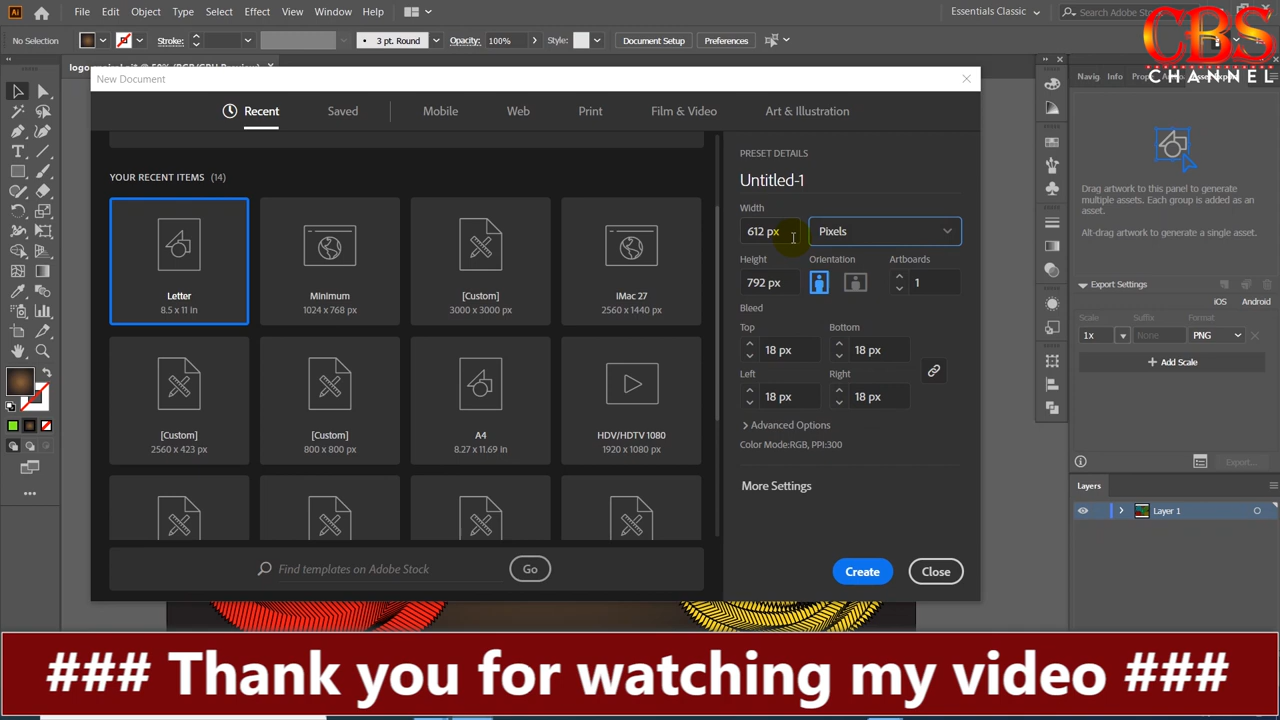 File Edit Object Type Select Effect View Window Help
Essentials Classic
Search Adobe Stock
CBS
CHANNEL
No Selection
Stroke:
3 pt. Round
Opacity: 100%
Style:
Document Setup
Preferences
New Document
Recent Saved Mobile Web Print Film & Video Art & Illustration
YOUR RECENT ITEMS (14)
Letter
8.5 x 11 in
Minimum
1024 x 768 px
[Custom]
3000 x 3000 px
iMac 27
2560 x 1440 px
[Custom]
2560 x 423 px
[Custom]
800 x 800 px
A4
8.27 x 11.69 in
HDV/HDTV 1080
1920 x 1080 px
Find templates on Adobe Stock
Go
PRESET DETAILS
Untitled-1
Width
612 px Pixels
Height Orientation Artboards
792 px 1
Bleed
Top Bottom
18 px 18 px
Left Right
18 px 18 px
Advanced Options
Color Mode:RGB, PPI:300
More Settings
Create Close
Navig Info
Drag artwork to this panel to generate
multiple assets. Each group is added as an
asset.
Alt-drag artwork to generate a single asset.
Export Settings
iOS Android
Scale: Suffix Format
1x None PNG
+ Add Scale
Export...
Layers
Layer 1
### Thank you for watching my video ###